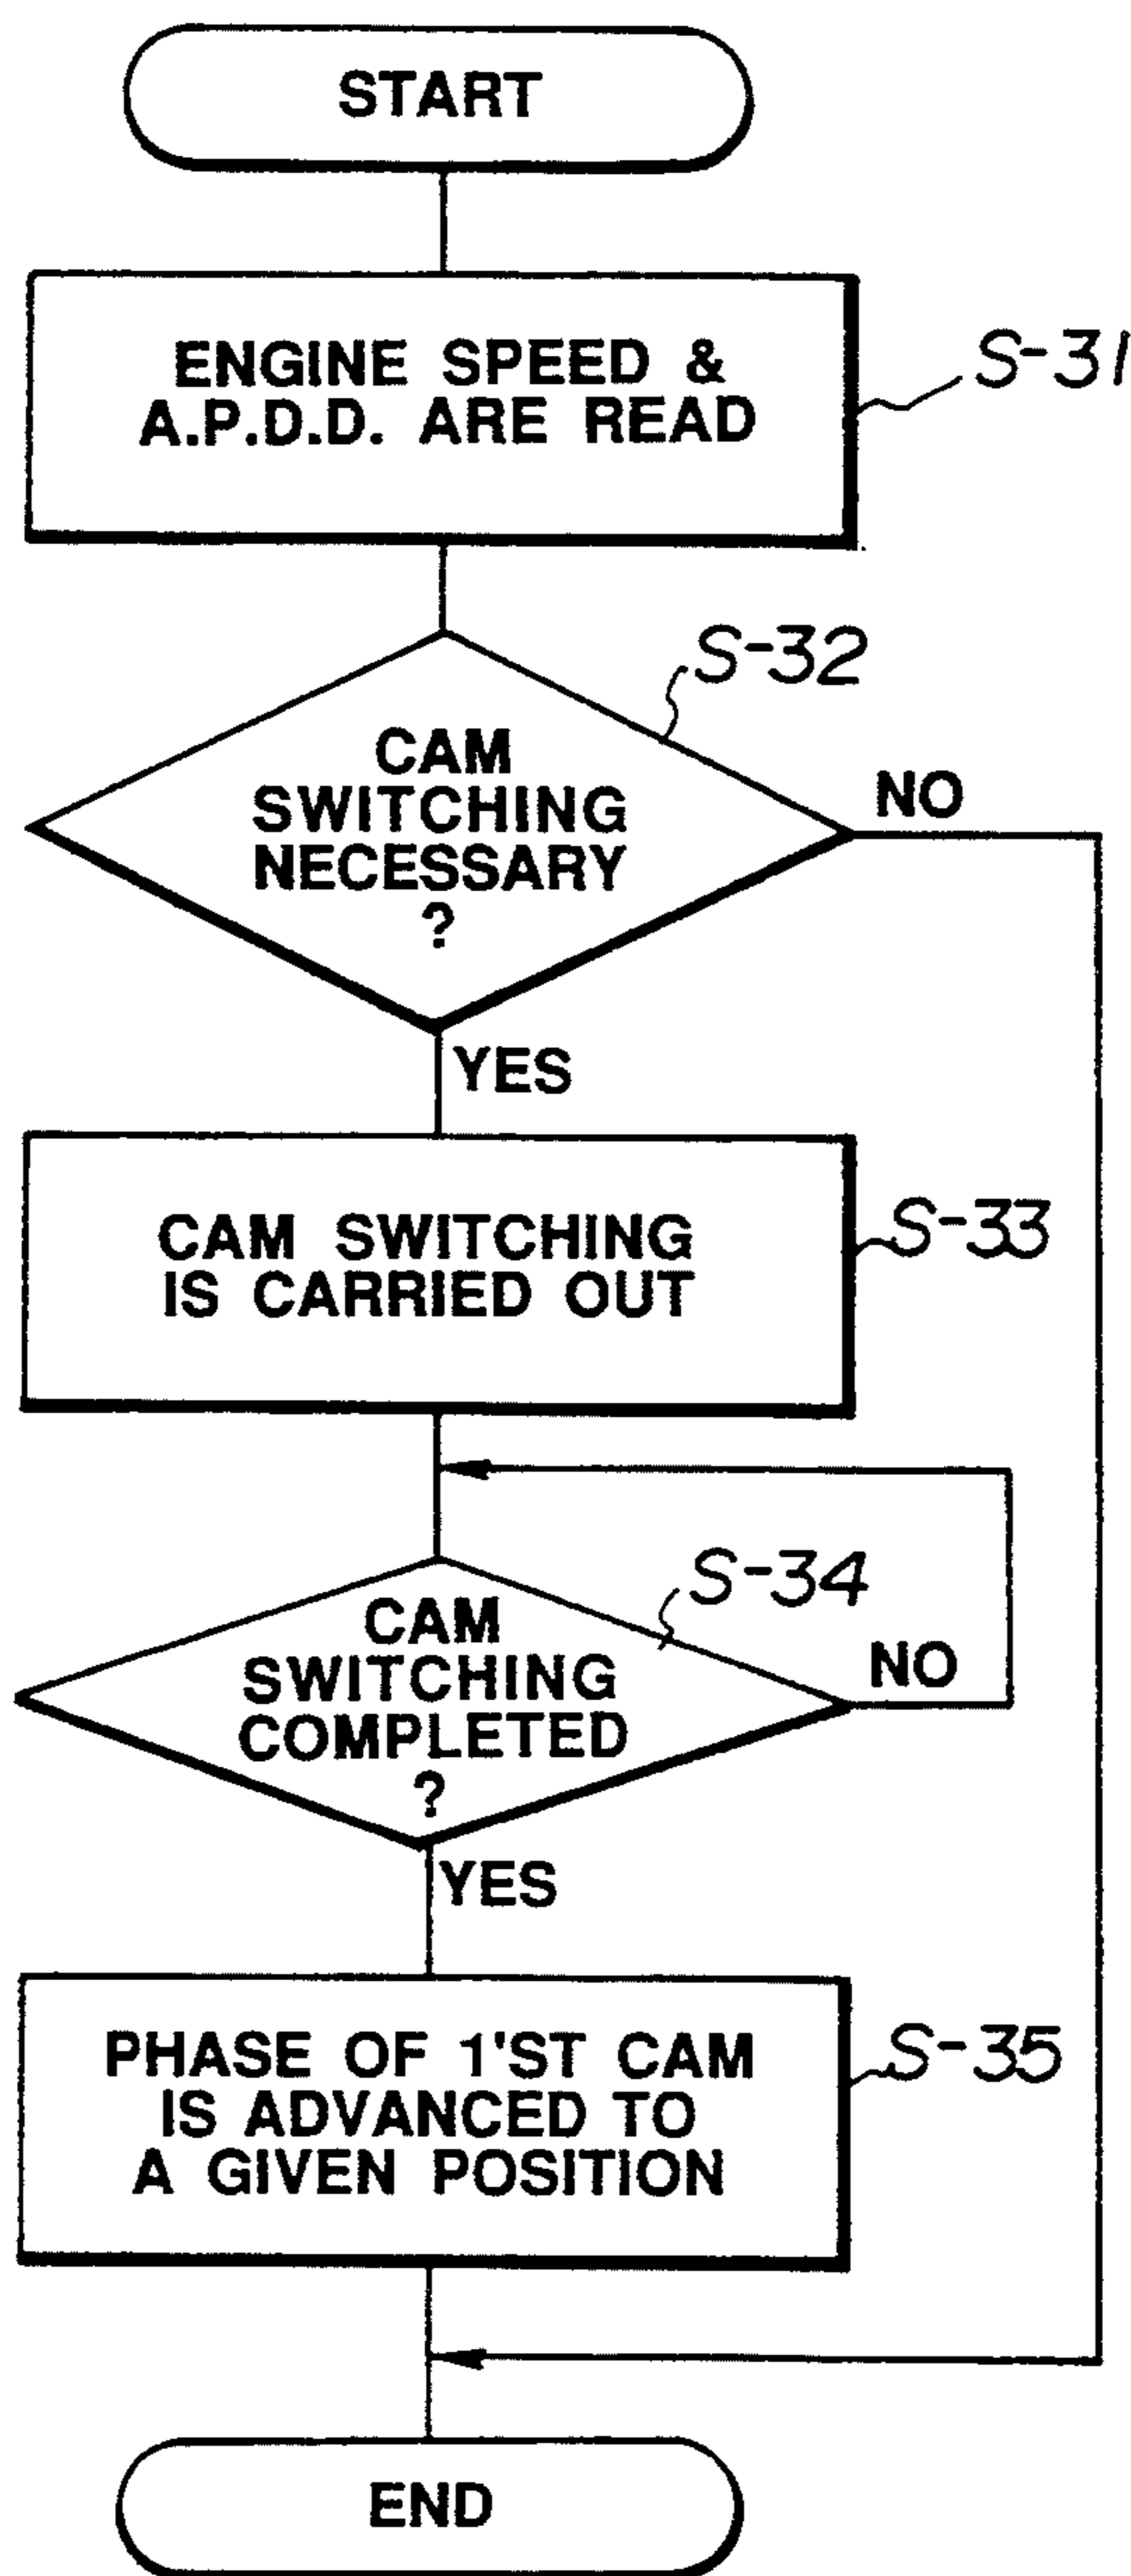 START
ENGINE SPEED &
A.P.D.D. ARE READ
S-31
S-32
CAM
SWITCHING
NECESSARY
?
NO
YES
CAM SWITCHING
IS CARRIED OUT
S-33
S-34
CAM
SWITCHING
COMPLETED
?
NO
YES
PHASE OF 1'ST CAM
IS ADVANCED TO
A GIVEN POSITION
S-35
END